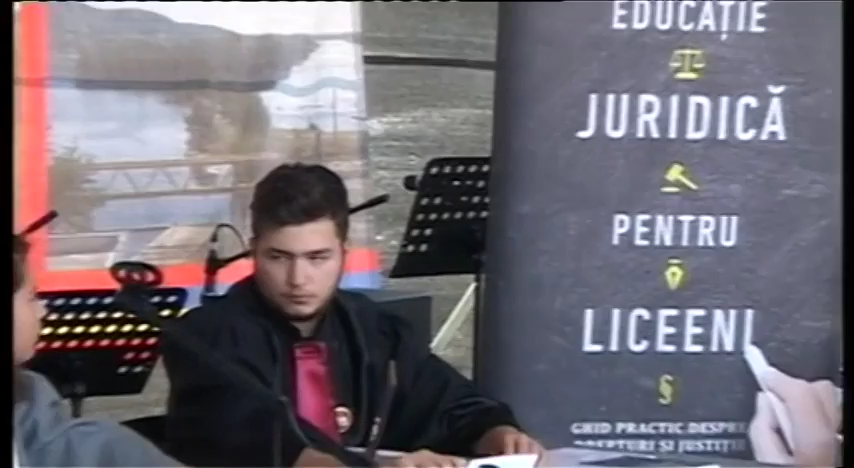 EDUCAȚIE
JURIDICĂ
PENTRU
LICEENI
§
GHID PRACTIC DESPRE
DREPTURI ȘI JUSTIȚIE